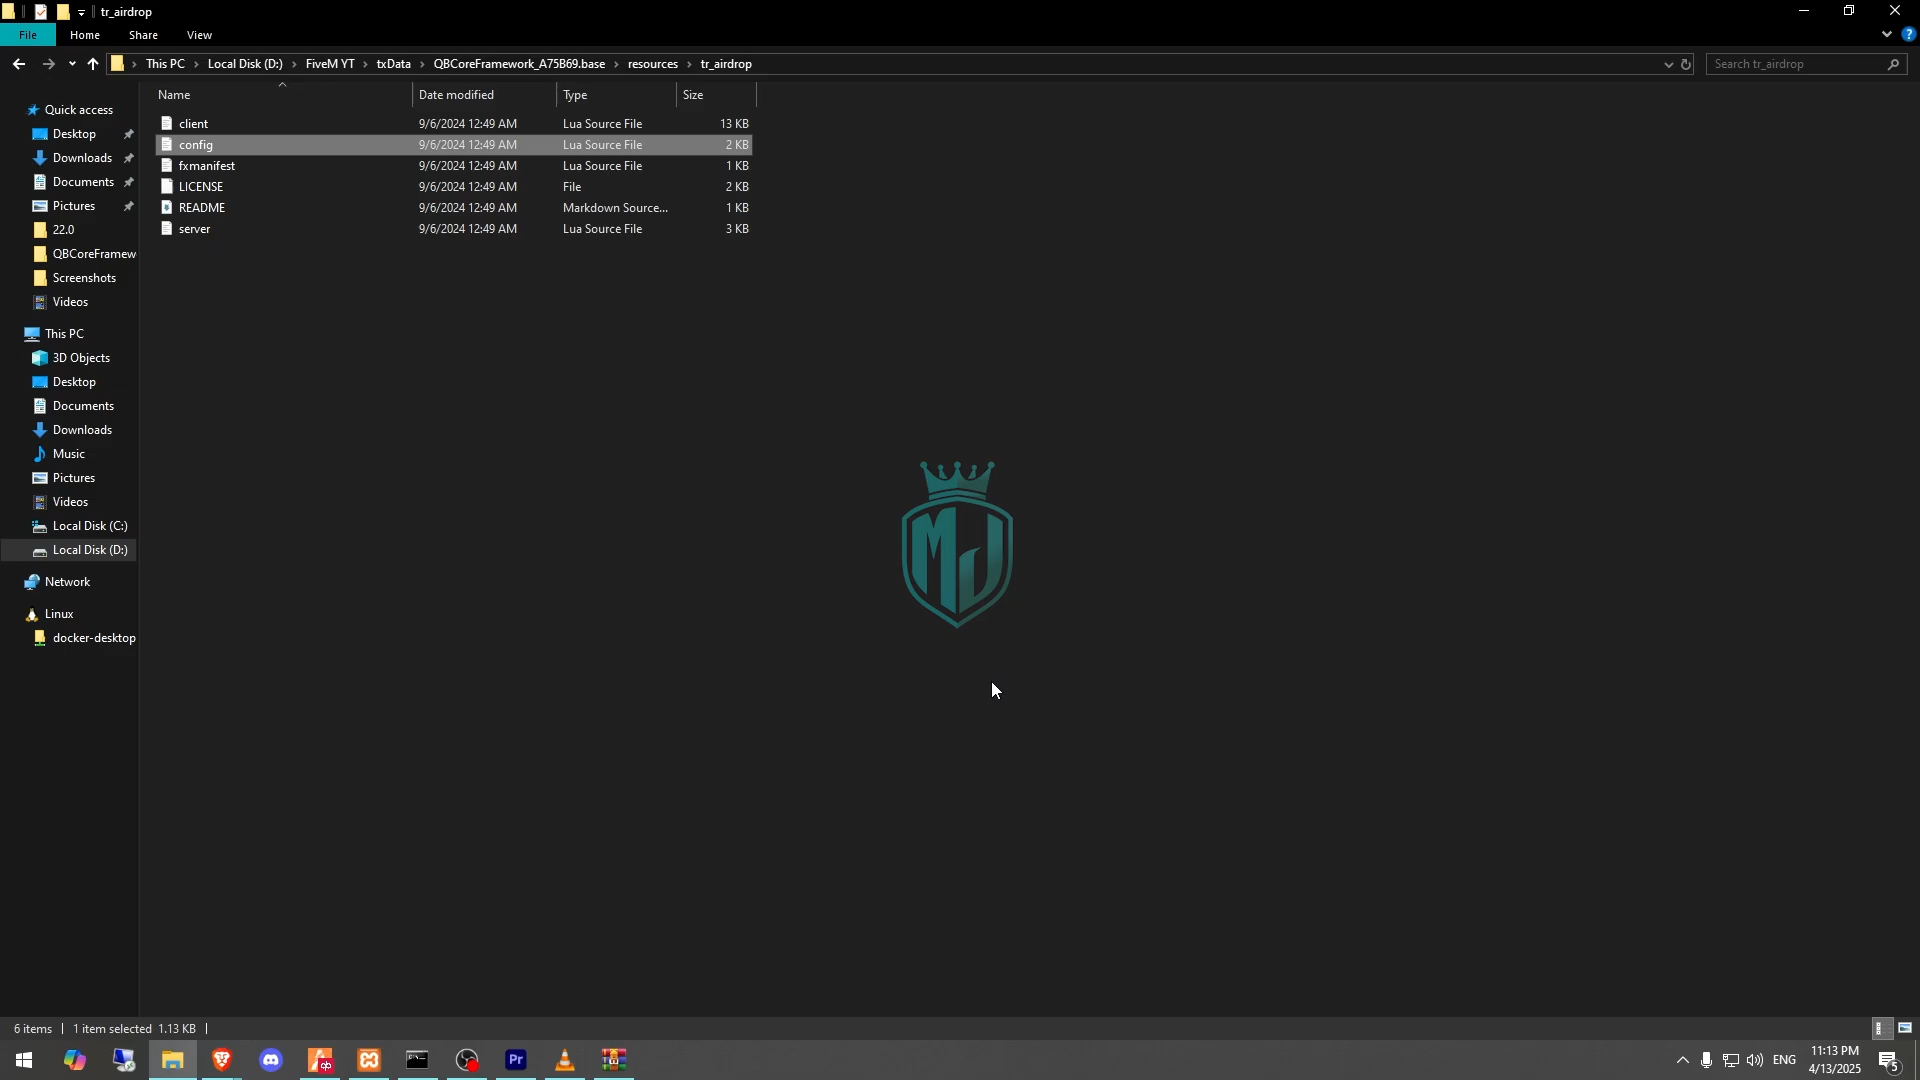 tr_airdrop
File Home Share View
This PC Local Disk (D:) FiveM YT txData QBCoreFramework_A75B69.base resources tr_airdrop Search tr_airdrop
Name Date modified Type Size
client 9/6/2024 12:49 AM Lua Source File 13 KB
config 9/6/2024 12:49 AM Lua Source File 2 KB
fxmanifest 9/6/2024 12:49 AM Lua Source File 1 KB
LICENSE 9/6/2024 12:49 AM File 2 KB
README 9/6/2024 12:49 AM Markdown Source... 1 KB
server 9/6/2024 12:49 AM Lua Source File 3 KB
Quick access
Desktop
Downloads
Documents
Pictures
22.0
QBCoreFramew
Screenshots
Videos
This PC
3D Objects
Desktop
Documents
Downloads
Music
Pictures
Videos
Local Disk (C:)
Local Disk (D:)
Network
Linux
docker-desktop
MJ
6 items 1 item selected 1.13 KB
Pr
ENG
11:13 PM
4/13/2025
5